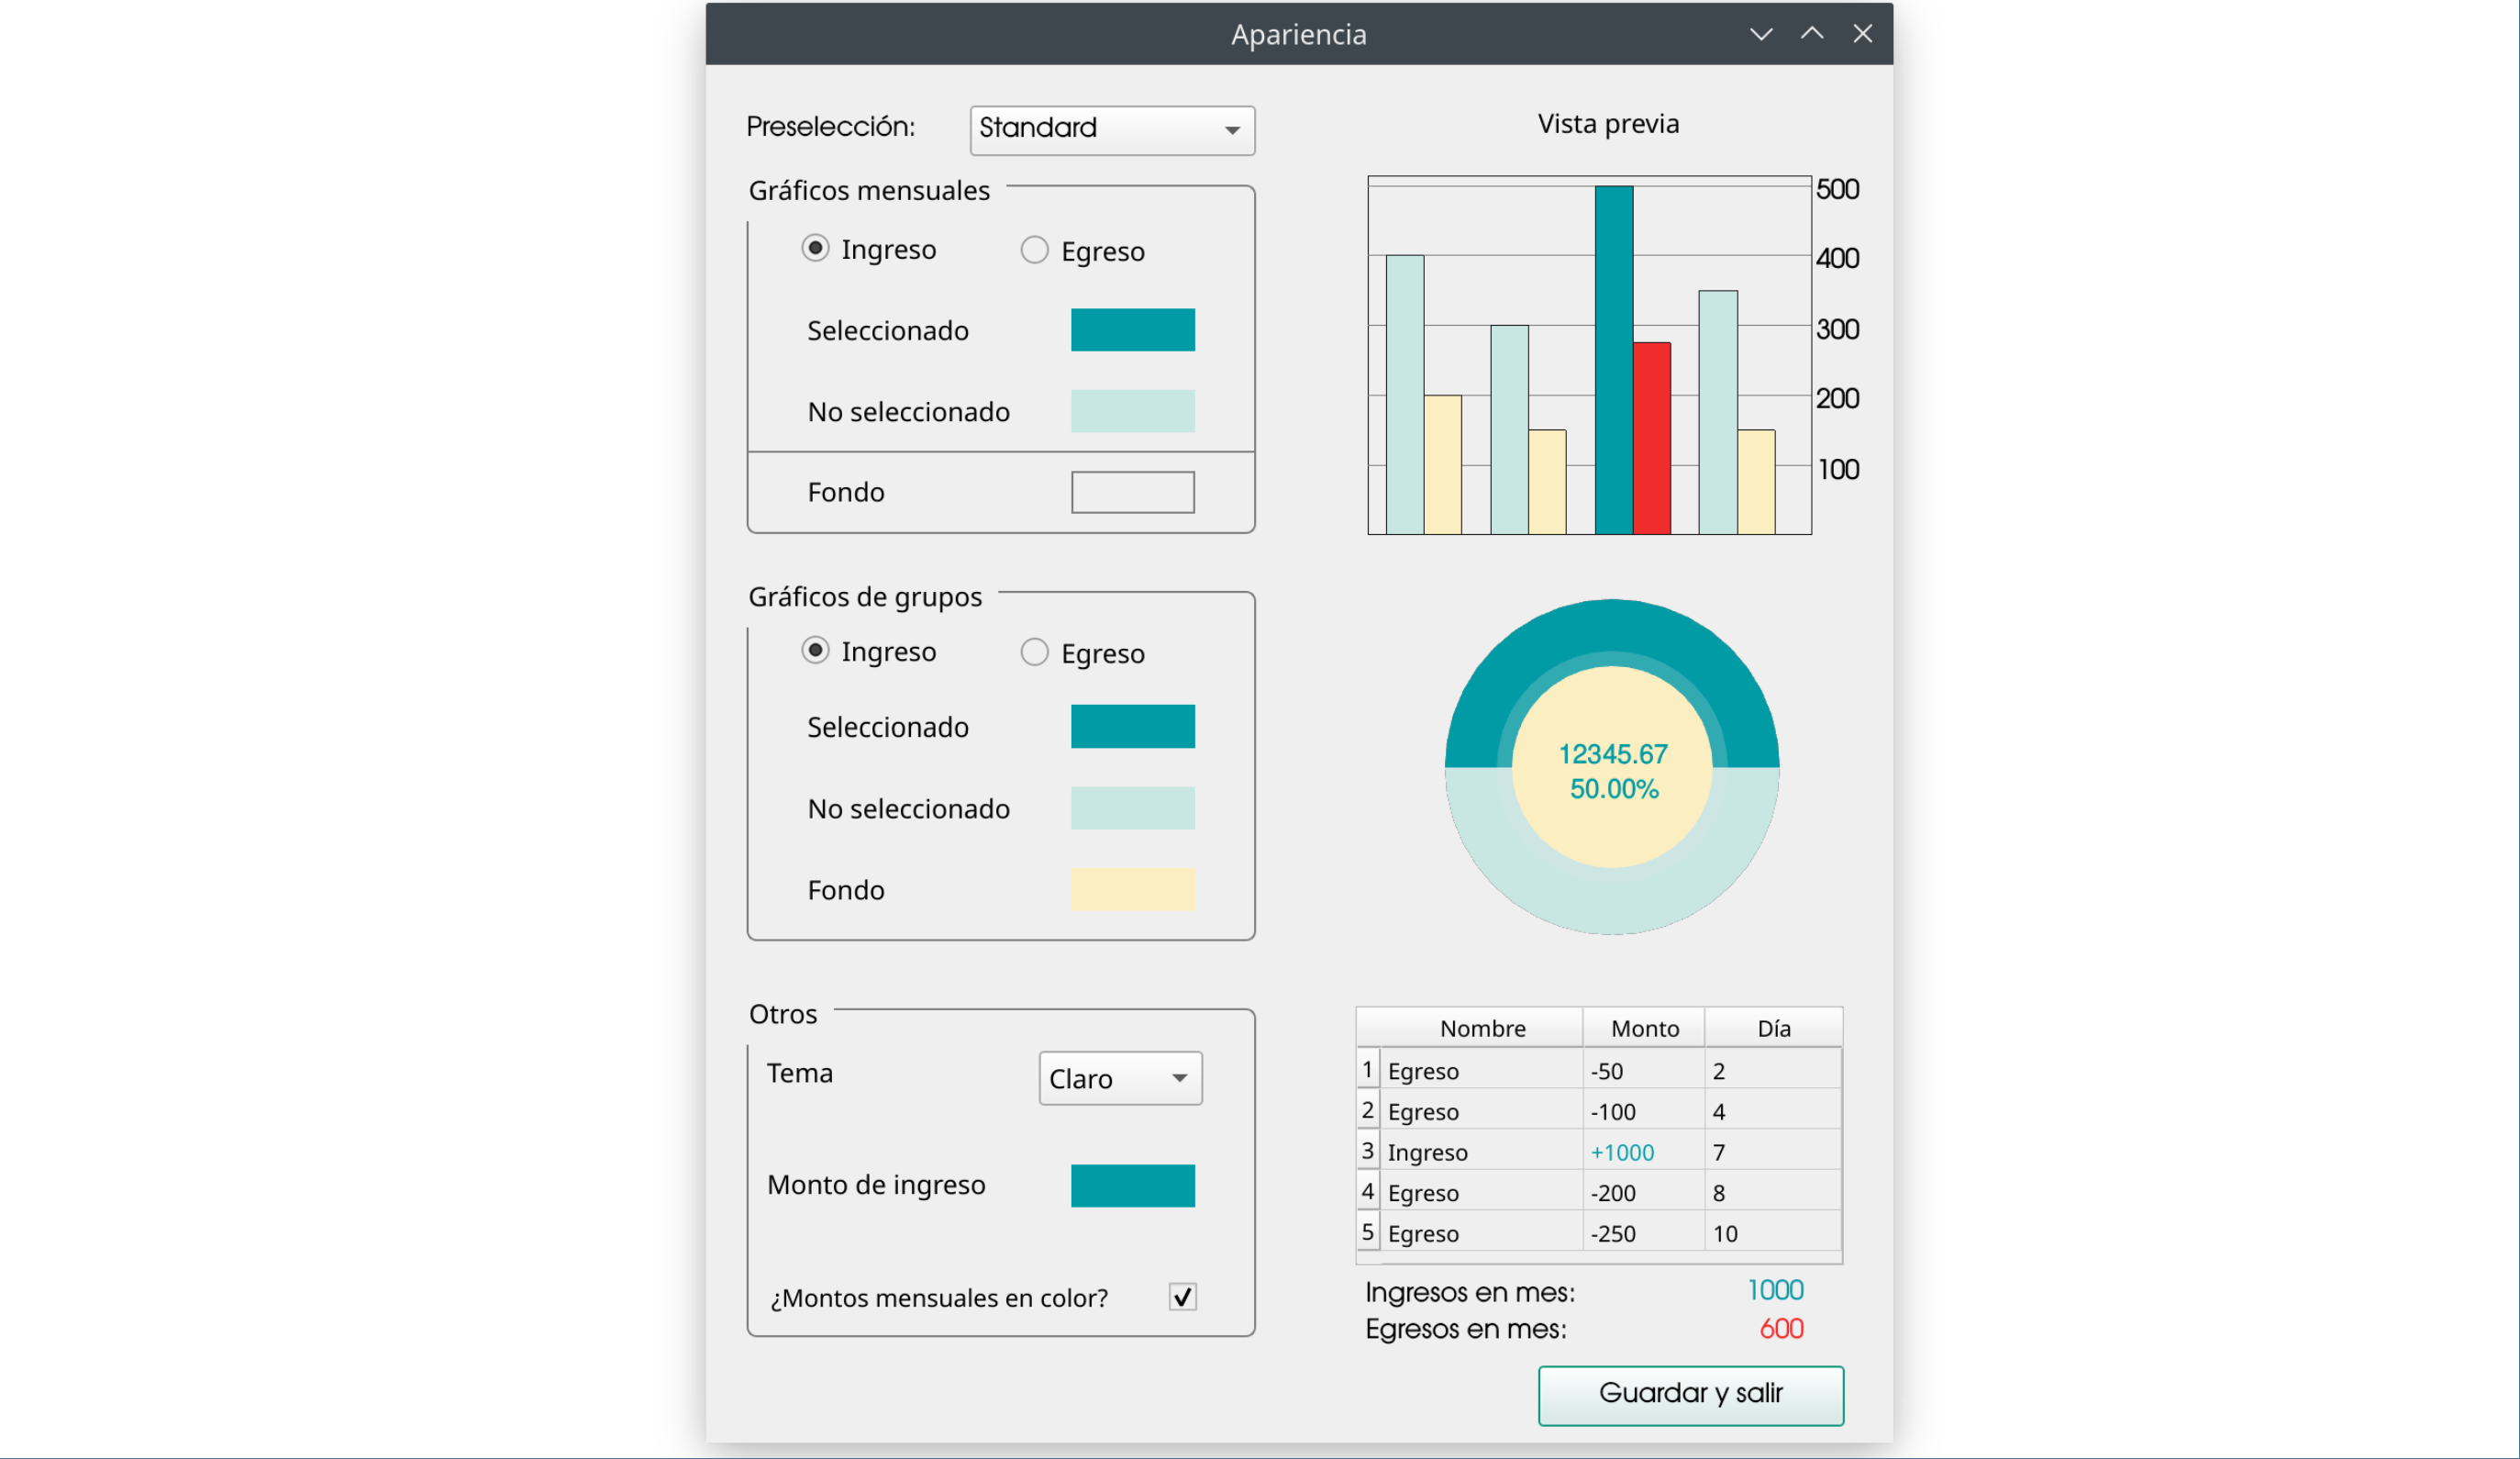 Apariencia
Preselección: Standard
Gráficos mensuales
Ingreso Egreso
Seleccionado
No seleccionado
Fondo
Gráficos de grupos
Ingreso Egreso
Seleccionado
No seleccionado
Fondo
Otros
Tema Claro
Monto de ingreso
¿Montos mensuales en color?
Vista previa
500
400
300
200
100
12345.67
50.00%
Nombre Monto Día
1 Egreso -50 2
2 Egreso -100 4
3 Ingreso +1000 7
4 Egreso -200 8
5 Egreso -250 10
Ingresos en mes: 1000
Egresos en mes: 600
Guardar y salir